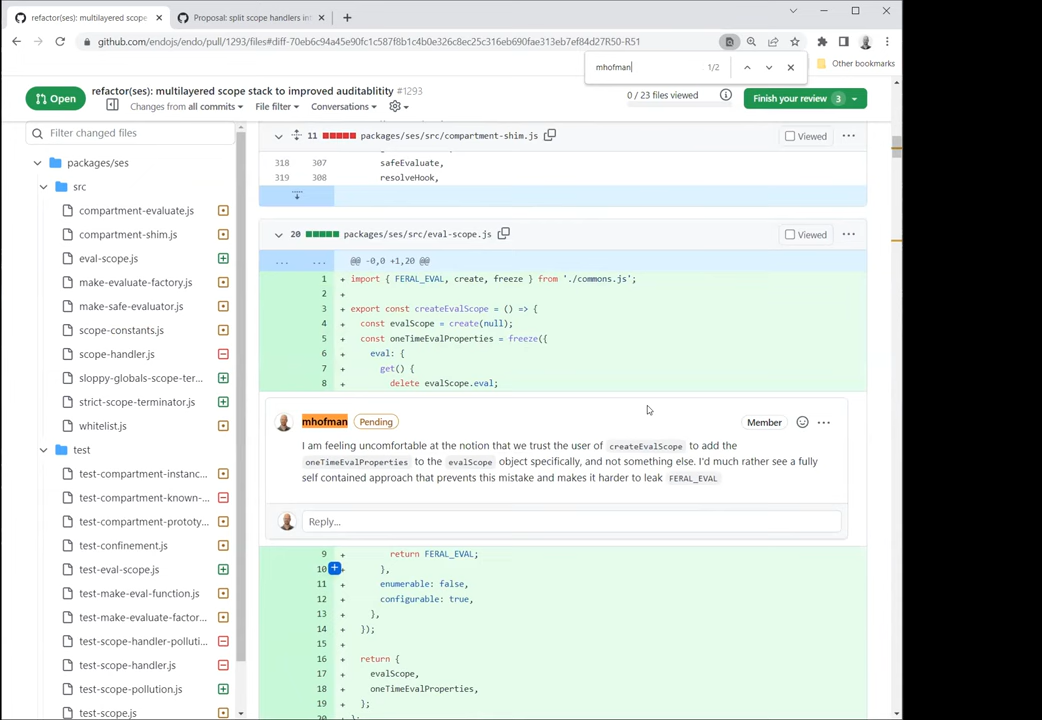 refactor(ses): multilayered scope
Proposal: split scope handlers in
github.com/endojs/endo/pull/1293/files#diff-70eb6c94a45e90fc1c587f8b1c4b0e326c8ec25c316eb690fae313eb7ef84d27R50-R51
Other bookmarks
mhofman
1/2
Open
refactor(ses): multilayered scope stack to improved auditablitity #1293
Changes from all commits
File filter
Conversations
0 / 23 files viewed
Finish your review 3
Filter changed files
packages/ses
src
compartment-evaluate.js
compartment-shim.js
eval-scope.js
make-evaluate-factory.js
make-safe-evaluator.js
scope-constants.js
scope-handler.js
sloppy-globals-scope-ter...
strict-scope-terminator.js
whitelist.js
test
test-compartment-instanc...
test-compartment-known-...
test-compartment-prototy...
test-confinement.js
test-eval-scope.js
test-make-eval-function.js
test-make-evaluate-factor...
test-scope-handler-polluti...
test-scope-handler.js
test-scope-pollution.js
test-scope.js
11 packages/ses/src/compartment-shim.js
Viewed
318 307 safeEvaluate,
319 308 resolveHook,
20 packages/ses/src/eval-scope.js
Viewed
... ... @@ -0,0 +1,20 @@
1 + import { FERAL_EVAL, create, freeze } from './commons.js';
2 +
3 + export const createEvalScope = () => {
4 + const evalScope = create(null);
5 + const oneTimeEvalProperties = freeze({
6 + eval: {
7 + get() {
8 + delete evalScope.eval;
mhofman Pending
Member
I am feeling uncomfortable at the notion that we trust the user of createEvalScope to add the
oneTimeEvalProperties to the evalScope object specifically, and not something else. I'd much rather see a fully
self contained approach that prevents this mistake and makes it harder to leak FERAL_EVAL
Reply...
9 + return FERAL_EVAL;
10 + },
11 + enumerable: false,
12 + configurable: true,
13 + },
14 + });
15 +
16 + return {
17 + evalScope,
18 + oneTimeEvalProperties,
19 + };
20 + };